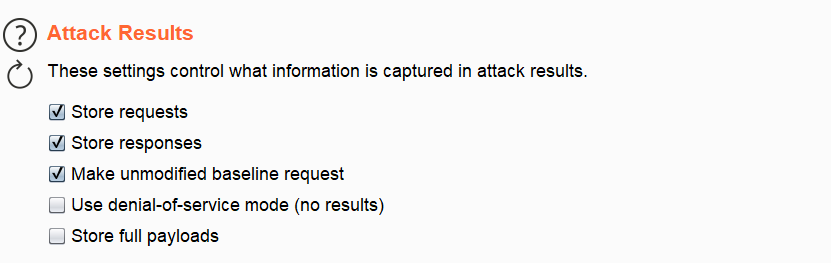 Attack Results
These settings control what information is captured in attack results.
Store requests
Store responses
Make unmodified baseline request
Use denial-of-service mode (no results)
Store full payloads